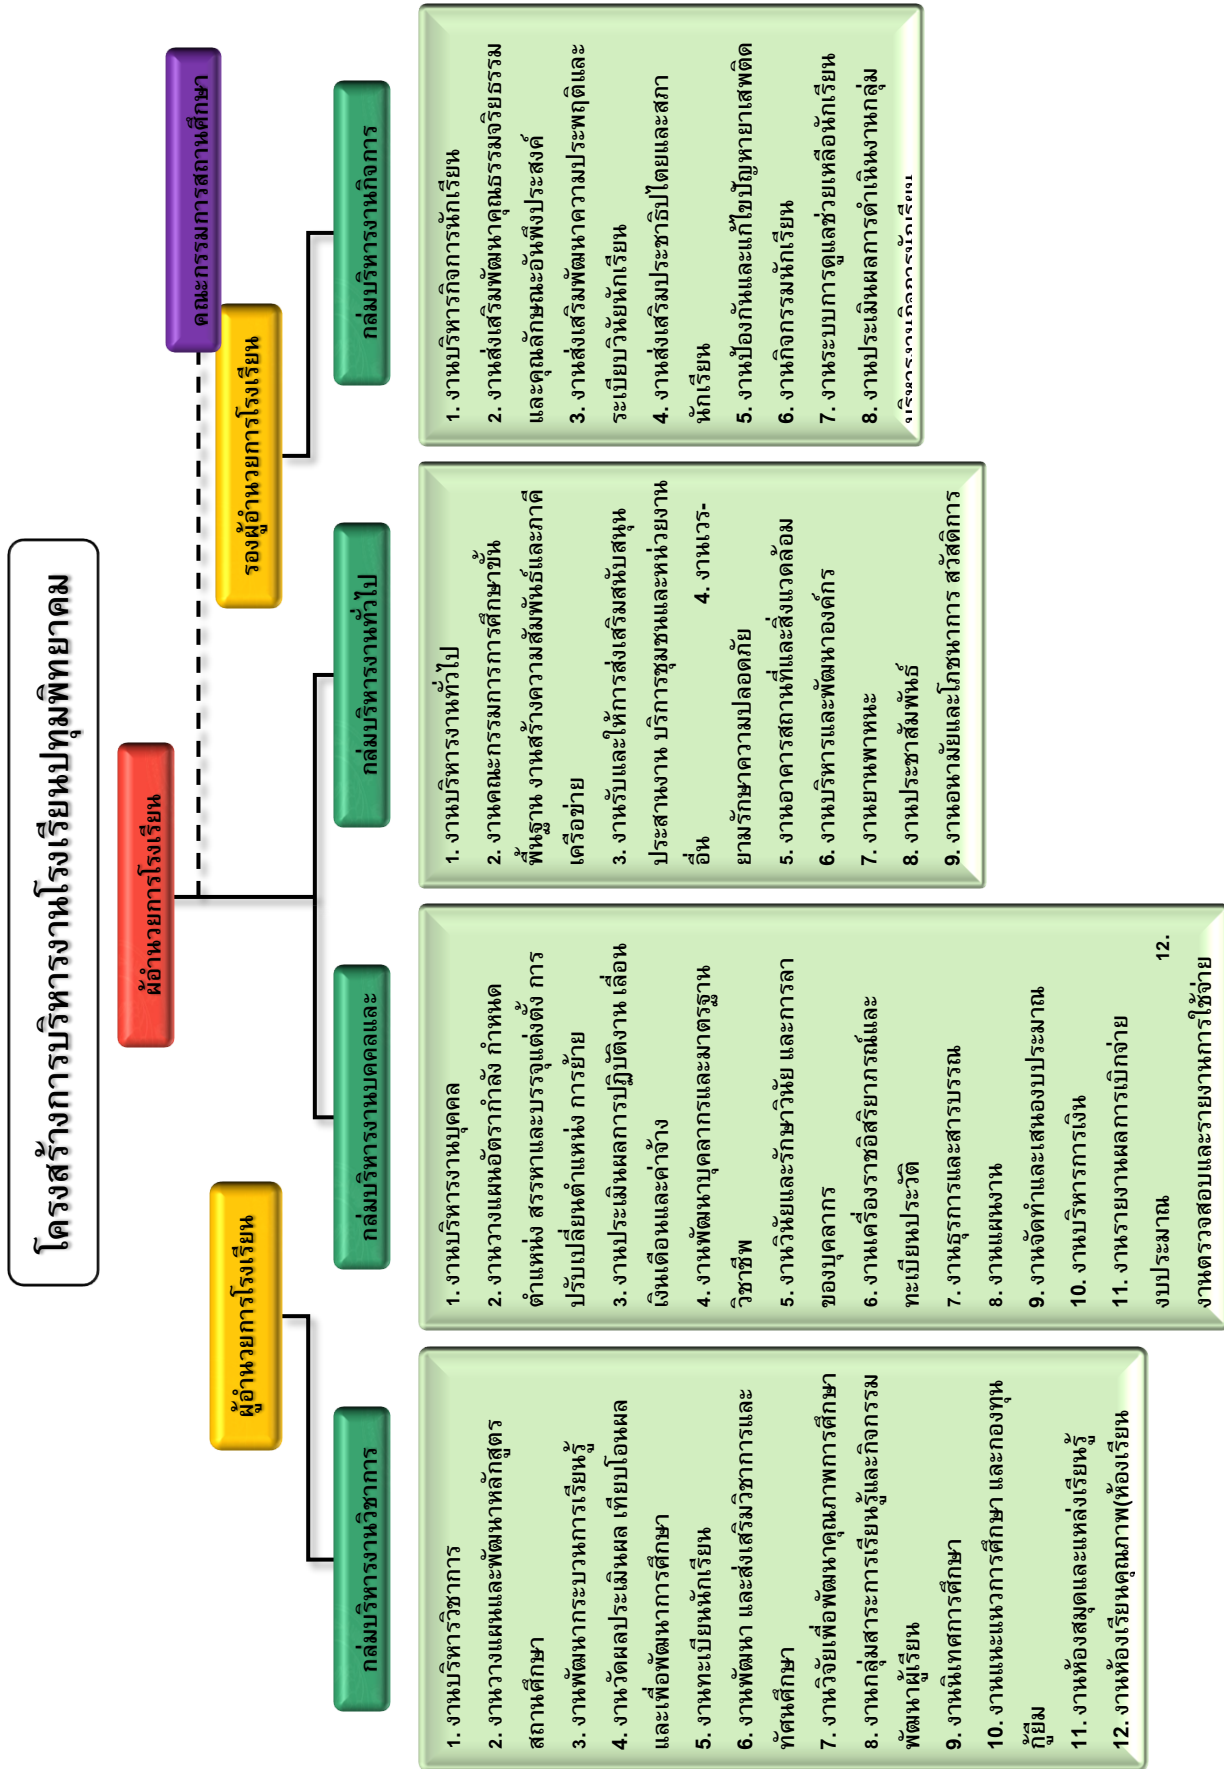 โครงสร้างการบริหารงานโรงเรียนปทุมพิทยาคม
ผู้อำนวยการโรงเรียน
คณะกรรมการสถานศึกษา
ผู้อำนวยการโรงเรียน
รองผู้อำนวยการโรงเรียน
กลุ่มบริหารงานวิชาการ
กลุ่มบริหารงานบุคคลและ
กลุ่มบริหารงานทั่วไป
กลุ่มบริหารงานกิจการ
1. งานบริหารวิชาการ
2. งานวางแผนและพัฒนาหลักสูตร
สถานศึกษา
3. งานพัฒนากระบวนการเรียนรู้
4. งานวัดผลประเมินผล เทียบโอนผล
และเพื่อพัฒนาการศึกษา
5. งานทะเบียนนักเรียน
6. งานพัฒนา และส่งเสริมวิชาการและ
ทัศนศึกษา
7. งานวิจัยเพื่อพัฒนาคุณภาพการศึกษา
8. งานกลุ่มสาระการเรียนรู้และกิจกรรม
พัฒนาผู้เรียน
9. งานนิเทศการศึกษา
10. งานแนะแนวการศึกษา และกองทุน
กู้ยืม
11. งานห้องสมุดและแหล่งเรียนรู้
12. งานห้องเรียนคุณภาพ(ห้องเรียน
1. งานบริหารงานบุคคล
2. งานวางแผนอัตรากำลัง กำหนด
ตำแหน่ง สรรหาและบรรจุแต่งตั้ง การ
ปรับเปลี่ยนตำแหน่ง การย้าย
3. งานประเมินผลการปฏิบัติงาน เลื่อน
เงินเดือนและค่าจ้าง
4. งานพัฒนาบุคลากรและมาตรฐาน
วิชาชีพ
5. งานวินัยและรักษาวินัย และการลา
ของบุคลากร
6. งานเครื่องราชอิสริยาภรณ์และ
ทะเบียนประวัติ
7. งานธุรการและสารบรรณ
8. งานแผนงาน
9. งานจัดทำและเสนองบประมาณ
10. งานบริหารการเงิน
11. งานรายงานผลการเบิกจ่าย
งบประมาณ 12.
งานตรวจสอบและรายงานการใช้จ่าย
1. งานบริหารงานทั่วไป
2. งานคณะกรรมการการศึกษาขั้น
พื้นฐาน งานสร้างความสัมพันธ์และภาคี
เครือข่าย
3. งานรับและให้การส่งเสริมสนับสนุน
ประสานงาน บริการชุมชนและหน่วยงาน
อื่น 4. งานเวร-
ยามรักษาความปลอดภัย
5. งานอาคารสถานที่และสิ่งแวดล้อม
6. งานบริหารและพัฒนาองค์กร
7. งานยานพาหนะ
8. งานประชาสัมพันธ์
9. งานอนามัยและโภชนาการ สวัสดิการ
1. งานบริหารกิจการนักเรียน
2. งานส่งเสริมพัฒนาคุณธรรมจริยธรรม
และคุณลักษณะอันพึงประสงค์
3. งานส่งเสริมพัฒนาความประพฤติและ
ระเบียบวินัยนักเรียน
4. งานส่งเสริมประชาธิปไตยและสภา
นักเรียน
5. งานป้องกันและแก้ไขปัญหายาเสพติด
6. งานกิจกรรมนักเรียน
7. งานระบบการดูแลช่วยเหลือนักเรียน
8. งานประเมินผลการดำเนินงานกลุ่ม
บริหารงานกิจการนักเรียน